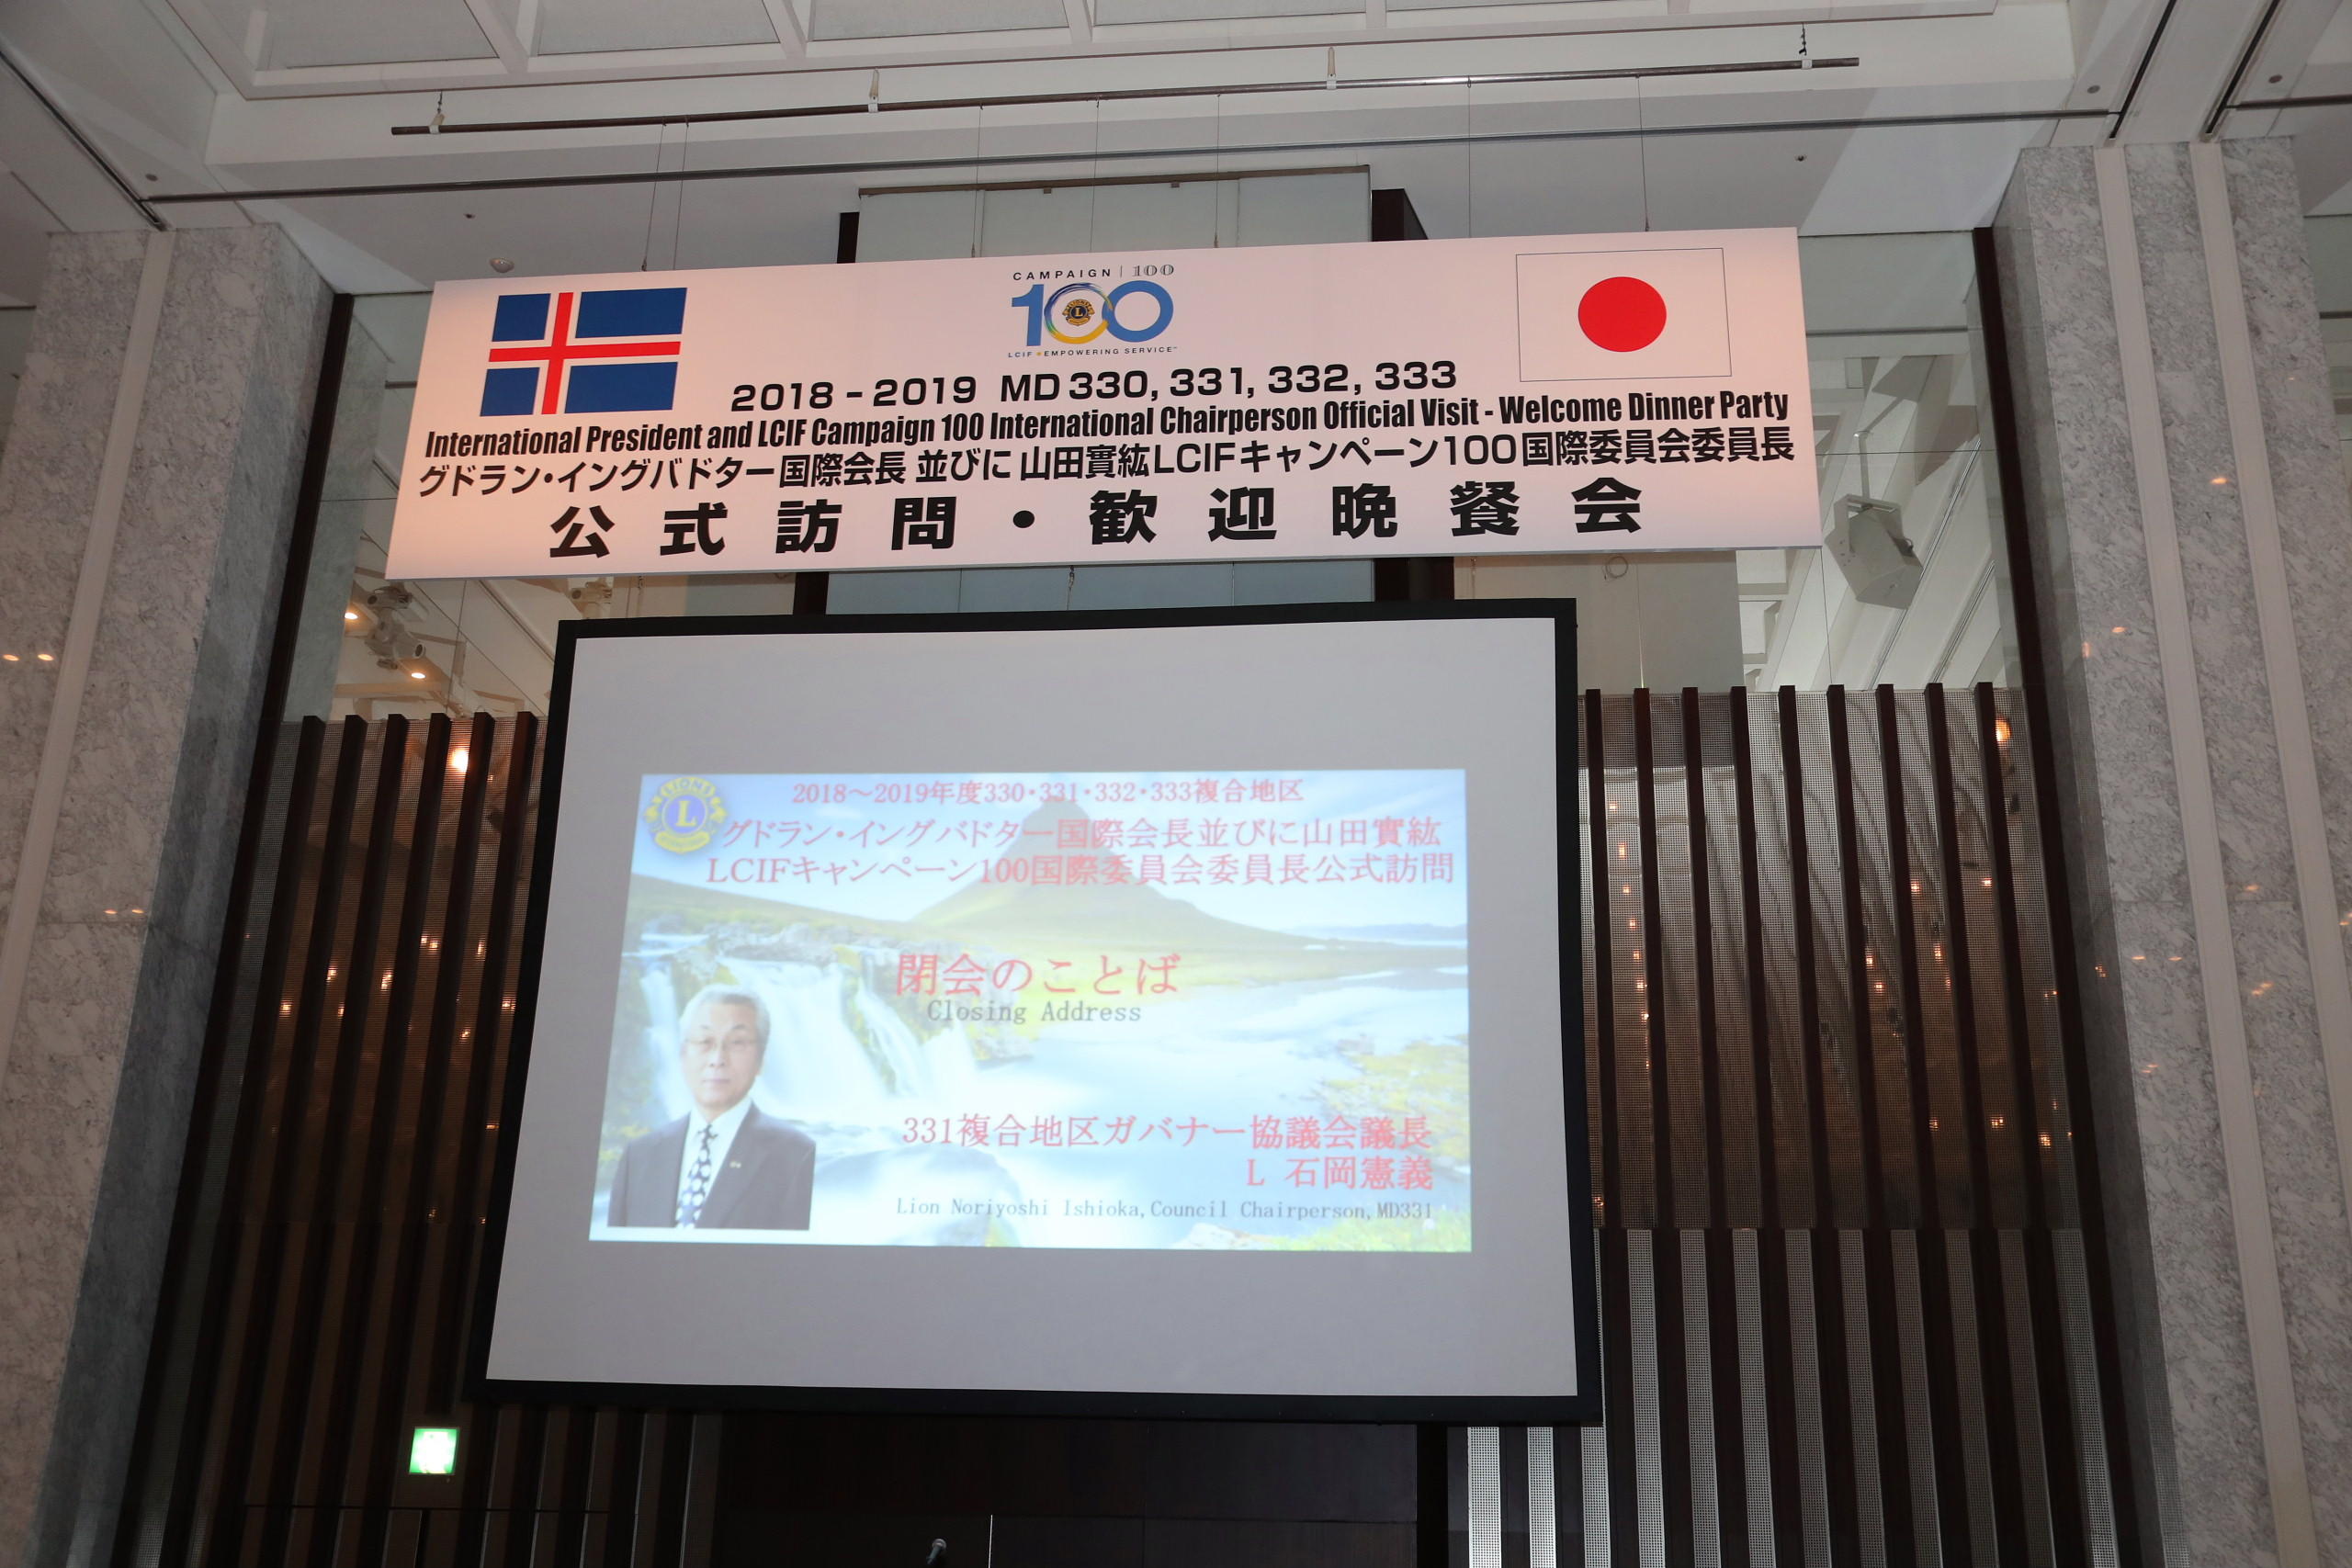 CAMPAIGN | 100
100
LCIF EMPOWERING SERVICE
2018 - 2019 MD 330, 331, 332, 333
International President and LCIF Campaign 100 International Chairperson Official Visit - Welcome Dinner Party
グドラン・イングバドター国際会長 並びに 山田實紘LCIFキャンペーン100国際委員会委員長
公式訪問・歓迎晩餐会
LIONS
L
2018～2019年度330・331・332・333複合地区
グドラン・イングバドター国際会長並びに山田實紘
LCIFキャンペーン100国際委員会委員長公式訪問
閉会のことば
Closing Address
331複合地区ガバナー協議会議長
L 石岡憲義
Lion Noriyoshi Ishioka,Council Chairperson,MD331